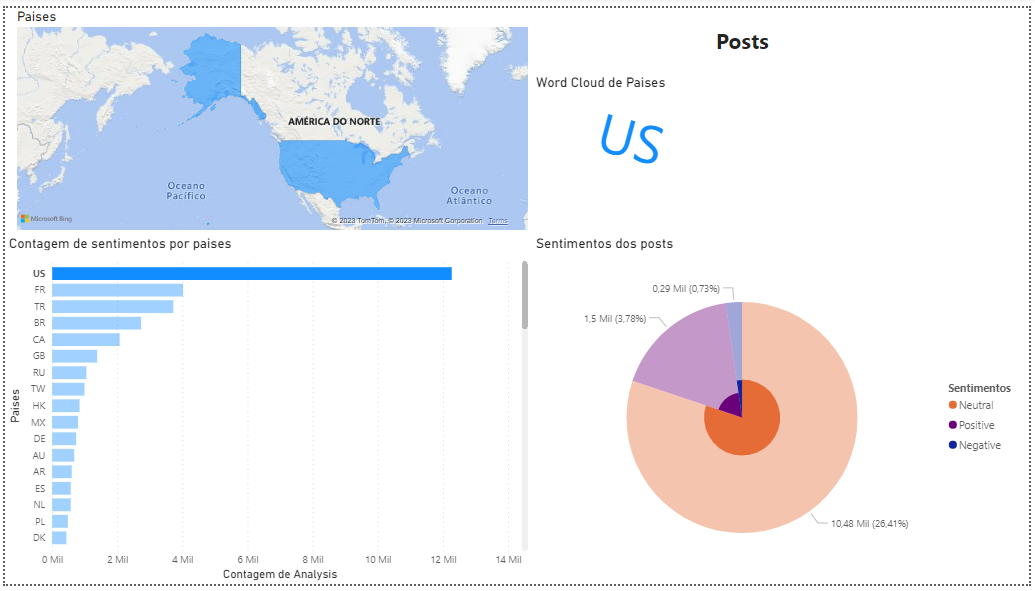 Paises
AMÉRICA DO NORTE
Oceano
Pacífico
Oceano
Atlântico
Microsoft Bing
© 2023 TomTom, © 2023 Microsoft Corporation Terms
Posts
Word Cloud de Paises
US
Contagem de sentimentos por paises
Paises
US
FR
TR
BR
CA
GB
RU
TW
HK
MX
DE
AU
AR
ES
NL
PL
DK
0 Mil 2 Mil 4 Mil 6 Mil 8 Mil 10 Mil 12 Mil 14 Mil
Contagem de Analysis
Sentimentos dos posts
0,29 Mil (0,73%)
1,5 Mil (3,78%)
10,48 Mil (26,41%)
Sentimentos
Neutral
Positive
Negative